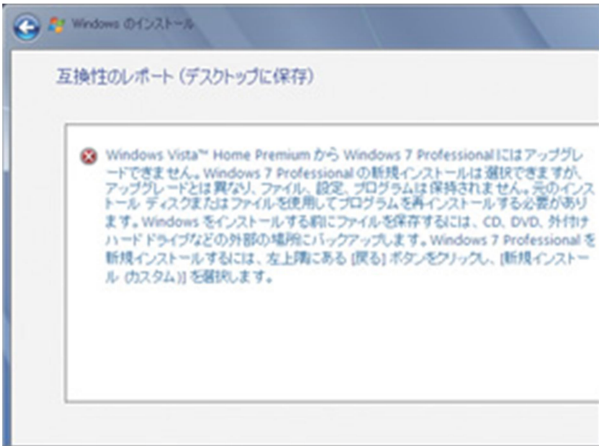 Windows のインストール
互換性のレポート (デスクトップに保存)
Windows Vista™ Home Premium から Windows 7 Professional にはアップグレ
ードできません。Windows 7 Professional の新規インストールは選択できますが、
アップグレードとは異なり、ファイル、設定、プログラムは保持されません。元のインス
トール ディスクまたはファイルを使用してプログラムを再インストールする必要があり
ます。Windows をインストールする前にファイルを保存するには、CD、DVD、外付け
ハード ドライブなどの外部の場所にバックアップします。Windows 7 Professional を
新規インストールするには、左上隅にある [戻る] ボタンをクリックし、[新規インストー
ル (カスタム)] を選択します。